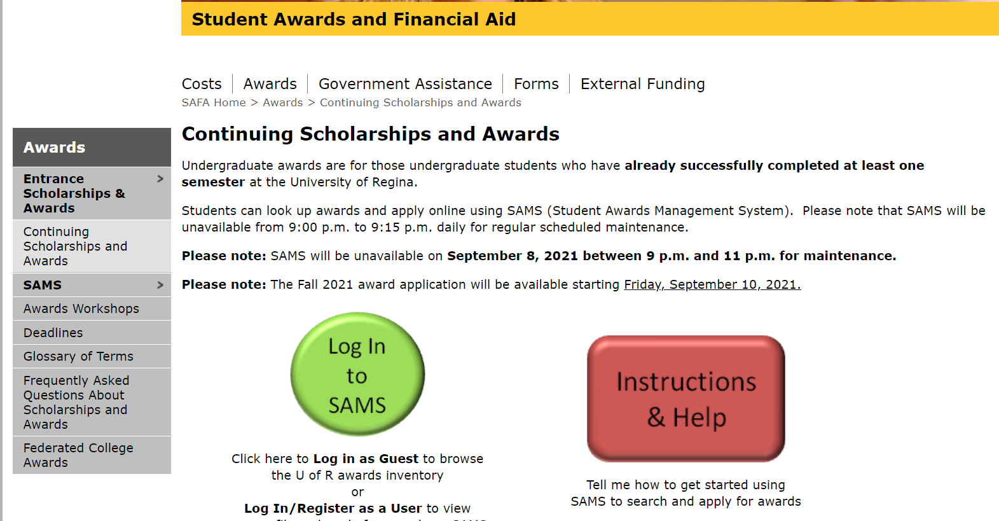 Student Awards and Financial Aid
Costs
Awards
Government Assistance
Forms
External Funding
SAFA Home > Awards > Continuing Scholarships and Awards
Awards
Entrance >
Scholarships &
Awards
Continuing
Scholarships and
Awards
SAMS >
Awards Workshops
Deadlines
Glossary of Terms
Frequently Asked
Questions About
Scholarships and
Awards
Federated College
Awards
Continuing Scholarships and Awards
Undergraduate awards are for those undergraduate students who have already successfully completed at least one
semester at the University of Regina.
Students can look up awards and apply online using SAMS (Student Awards Management System).  Please note that SAMS will be
unavailable from 9:00 p.m. to 9:15 p.m. daily for regular scheduled maintenance.
Please note: SAMS will be unavailable on September 8, 2021 between 9 p.m. and 11 p.m. for maintenance.
Please note: The Fall 2021 award application will be available starting Friday, September 10, 2021.
Log In
to
SAMS
Click here to Log in as Guest to browse
the U of R awards inventory
or
Log In/Register as a User to view
Instructions
& Help
Tell me how to get started using
SAMS to search and apply for awards